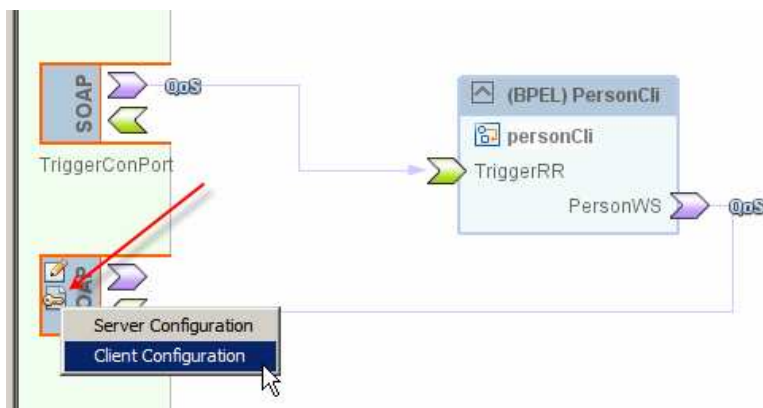 SOAP
QoS
TriggerConPort
(BPEL) PersonCli
personCli
TriggerRR
PersonWS
QoS
Server Configuration
Client Configuration